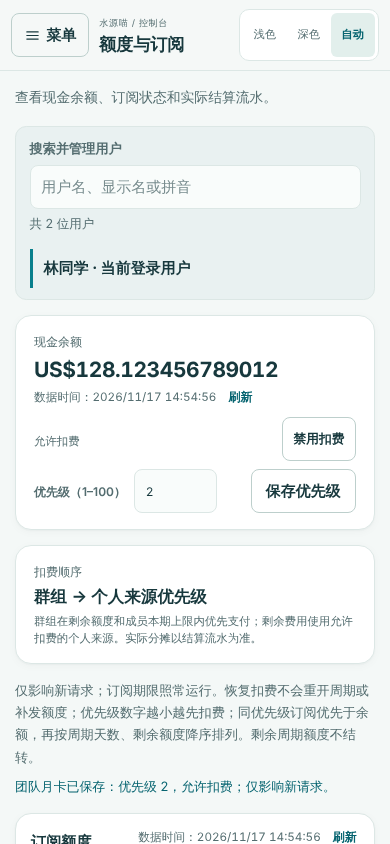 菜单
水源喵 / 控制台
额度与订阅
浅色
深色
自动
查看现金余额、订阅状态和实际结算流水。
搜索并管理用户
用户名、显示名或拼音
共 2 位用户
林同学 · 当前登录用户
现金余额
US$128.123456789012
数据时间：2026/11/17 14:54:56 刷新
允许扣费
禁用扣费
优先级（1–100）
2
保存优先级
扣费顺序
群组 → 个人来源优先级
群组在剩余额度和成员本期上限内优先支付；剩余费用使用允许
扣费的个人来源。实际分摊以结算流水为准。
仅影响新请求；订阅期限照常运行。恢复扣费不会重开周期或
补发额度；优先级数字越小越先扣费；同优先级订阅优先于余
额，再按周期天数、剩余额度降序排列。剩余周期额度不结
转。
团队月卡已保存：优先级 2，允许扣费；仅影响新请求。
订阅额度
数据时间：2026/11/17 14:54:56 刷新